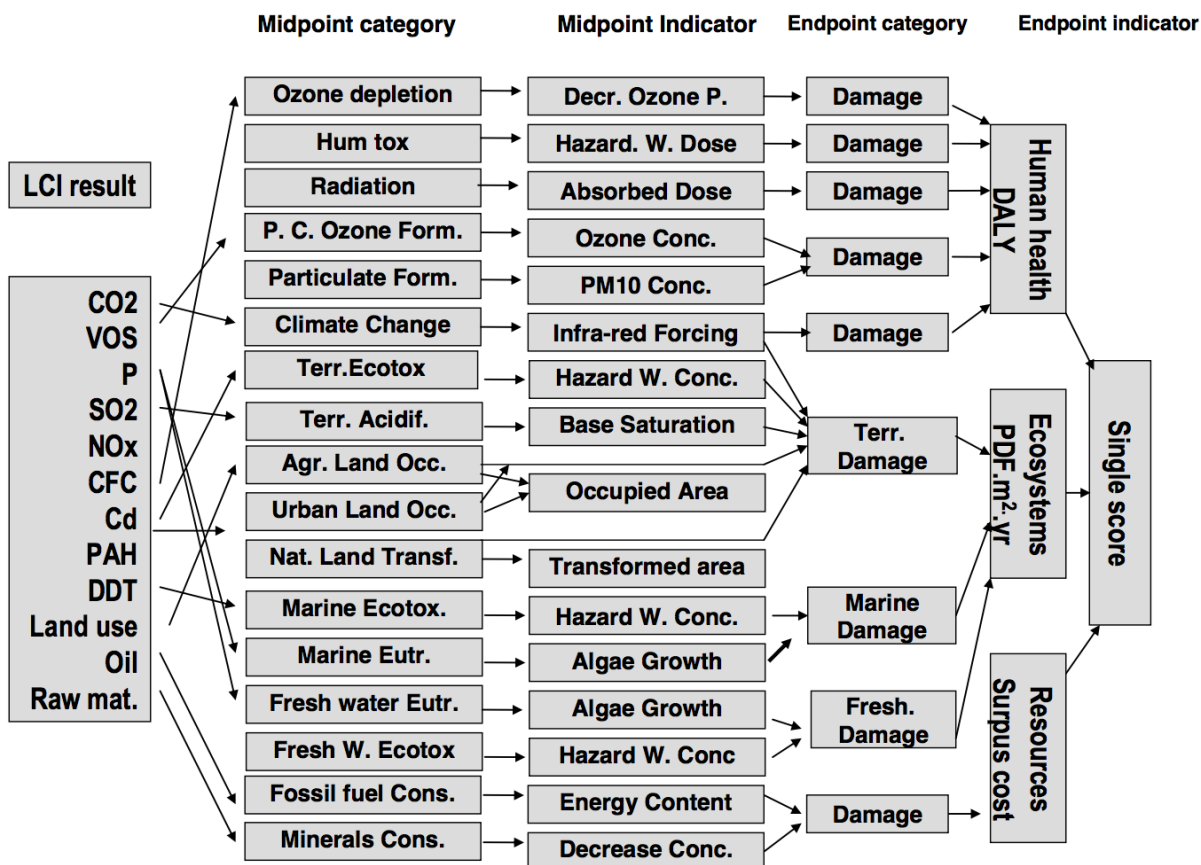 Midpoint category
Midpoint Indicator
Endpoint category
Endpoint indicator
LCI result
CO2
VOS
P
SO2
NOx
CFC
Cd
PAH
DDT
Land use
Oil
Raw mat.
Ozone depletion
Hum tox
Radiation
P. C. Ozone Form.
Particulate Form.
Climate Change
Terr.Ecotox
Terr. Acidif.
Agr. Land Occ.
Urban Land Occ.
Nat. Land Transf.
Marine Ecotox.
Marine Eutr.
Fresh water Eutr.
Fresh W. Ecotox
Fossil fuel Cons.
Minerals Cons.
Decr. Ozone P.
Hazard. W. Dose
Absorbed Dose
Ozone Conc.
PM10 Conc.
Infra-red Forcing
Hazard W. Conc.
Base Saturation
Occupied Area
Transformed area
Hazard W. Conc.
Algae Growth
Algae Growth
Hazard W. Conc
Energy Content
Decrease Conc.
Damage
Damage
Damage
Damage
Damage
Terr.
Damage
Marine
Damage
Fresh.
Damage
Damage
Human health
DALY
Ecosystems
PDF.m².yr
Resources
Surpus cost
Single score